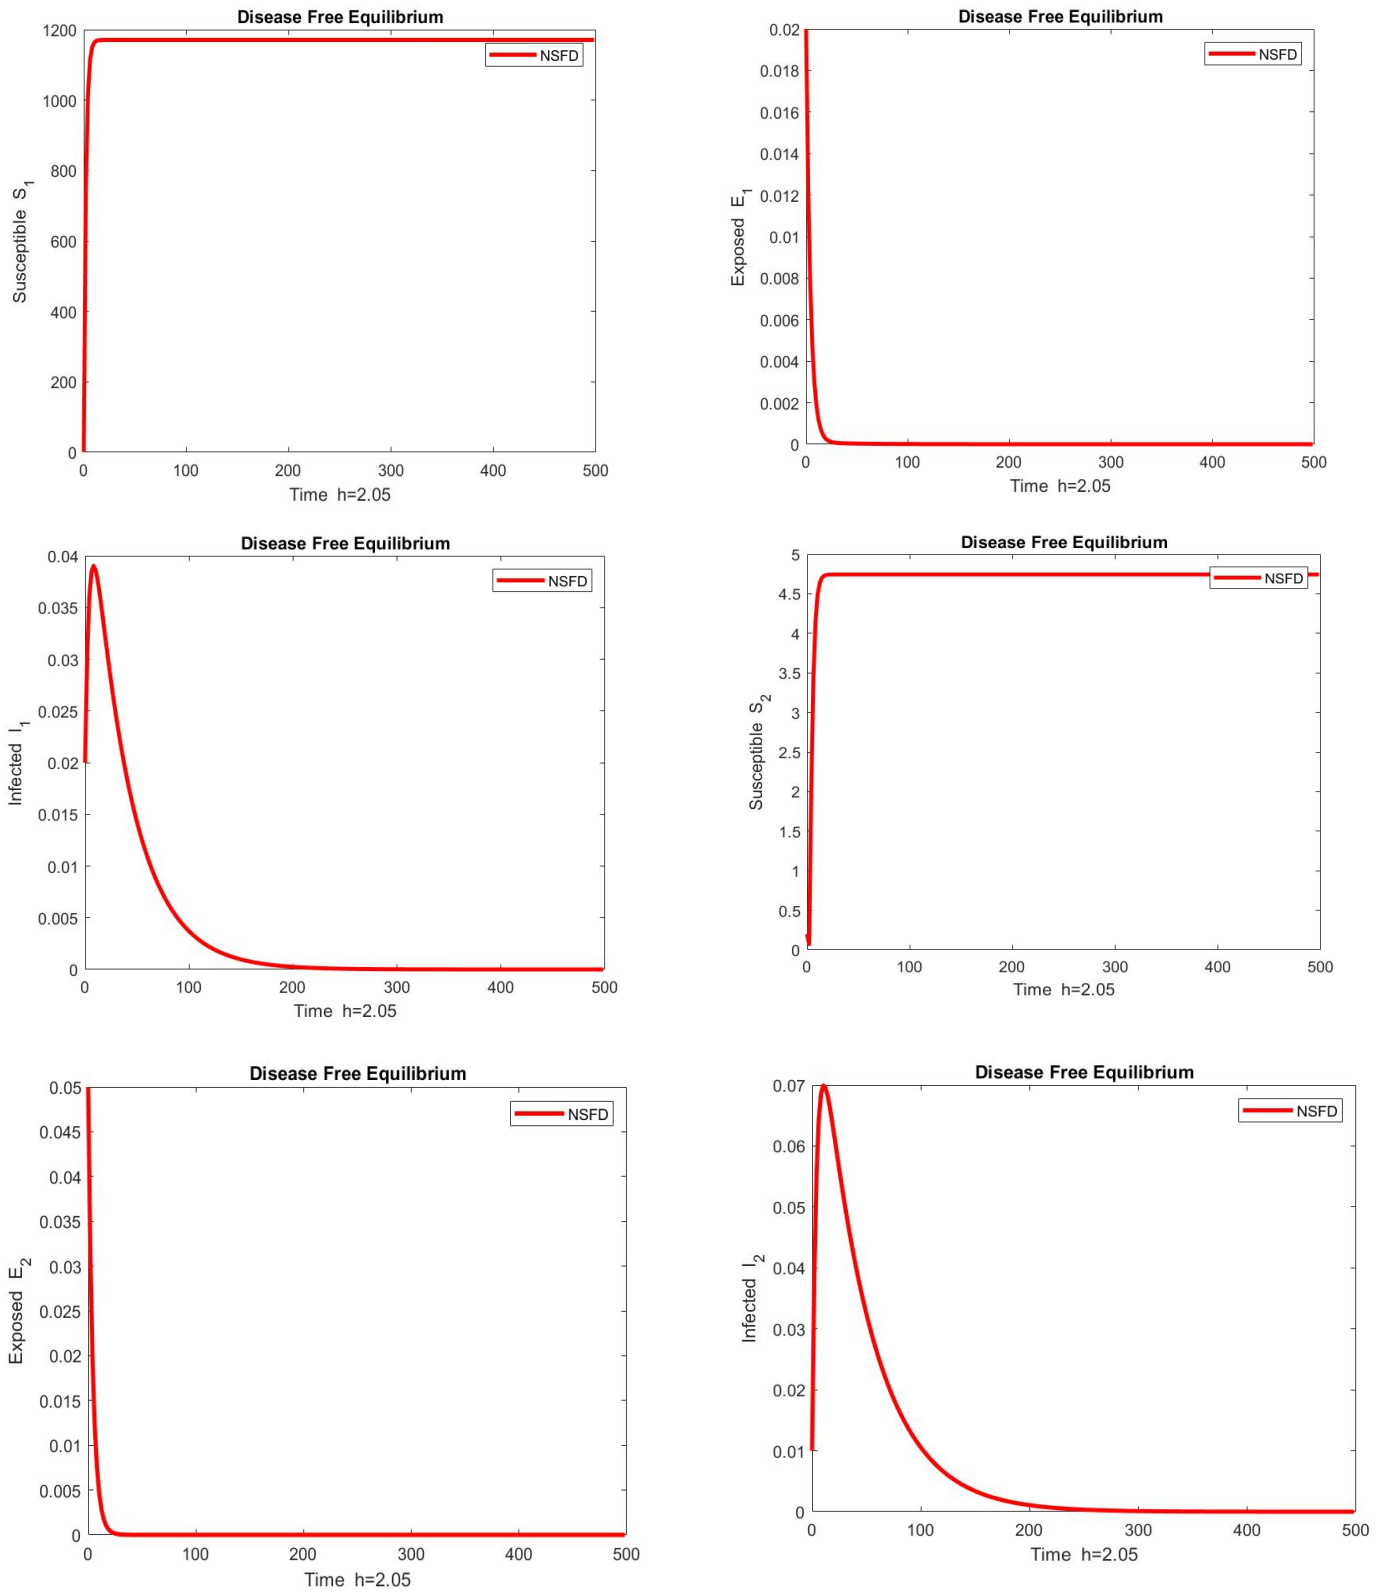 Disease Free Equilibrium
1200
1000
800
600
400
200
0
Susceptible S1
NSFD
0 100 200 300 400 500
Time h=2.05
Disease Free Equilibrium
0.02
0.018
0.016
0.014
0.012
0.01
0.008
0.006
0.004
0.002
0
Exposed E1
NSFD
0 100 200 300 400 500
Time h=2.05
Disease Free Equilibrium
0.04
0.035
0.03
0.025
0.02
0.015
0.01
0.005
0
Infected I1
NSFD
0 100 200 300 400 500
Time h=2.05
Disease Free Equilibrium
5
4.5
4
3.5
3
2.5
2
1.5
1
0.5
0
Susceptible S2
NSFD
0 100 200 300 400 500
Time h=2.05
Disease Free Equilibrium
0.05
0.045
0.04
0.035
0.03
0.025
0.02
0.015
0.01
0.005
0
Exposed E2
NSFD
0 100 200 300 400 500
Time h=2.05
Disease Free Equilibrium
0.07
0.06
0.05
0.04
0.03
0.02
0.01
0
Infected I2
NSFD
0 100 200 300 400 500
Time h=2.05